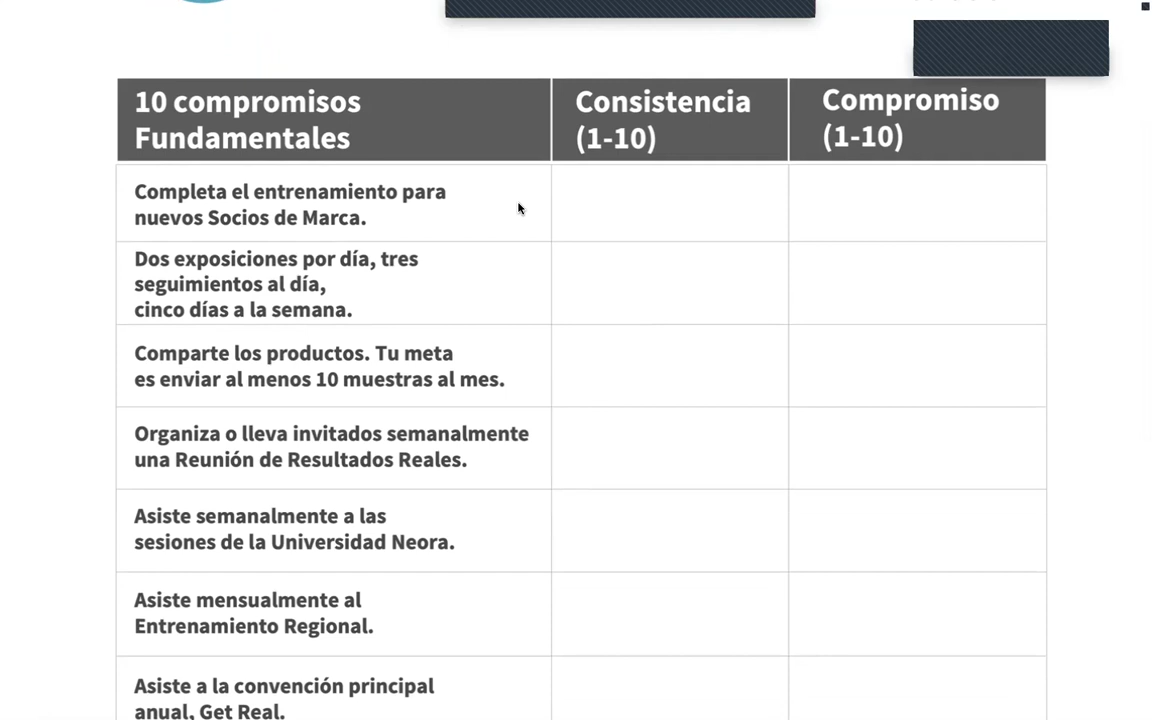 10 compromisos
Fundamentales
Consistencia
(1-10)
Compromiso
(1-10)
Completa el entrenamiento para
nuevos Socios de Marca.
Dos exposiciones por día, tres
seguimientos al día,
cinco días a la semana.
Comparte los productos. Tu meta
es enviar al menos 10 muestras al mes.
Organiza o lleva invitados semanalmente
una Reunión de Resultados Reales.
Asiste semanalmente a las
sesiones de la Universidad Neora.
Asiste mensualmente al
Entrenamiento Regional.
Asiste a la convención principal
anual, Get Real.